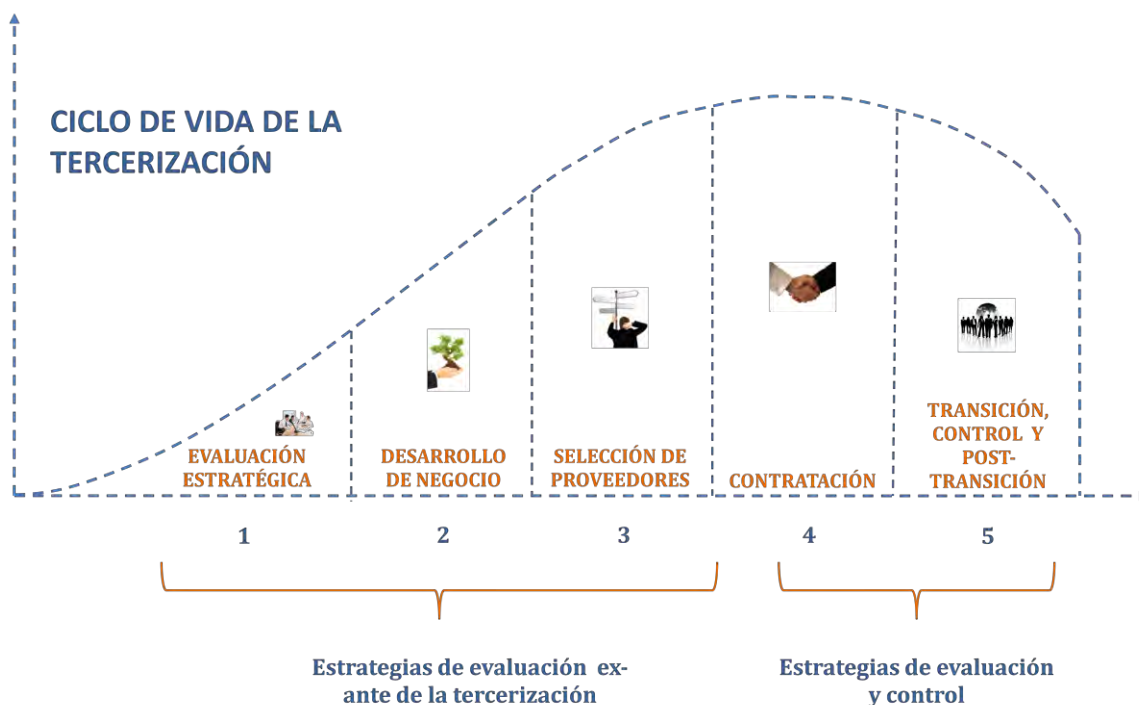 CICLO DE VIDA DE LA
TERCERIZACIÓN
EVALUACIÓN
ESTRATÉGICA
DESARROLLO
DE NEGOCIO
SELECCIÓN DE
PROVEEDORES
CONTRATACIÓN
TRANSICIÓN,
CONTROL Y
POST-
TRANSICIÓN
1
2
3
4
5
Estrategias de evaluación ex-
ante de la tercerización
Estrategias de evaluación
y control